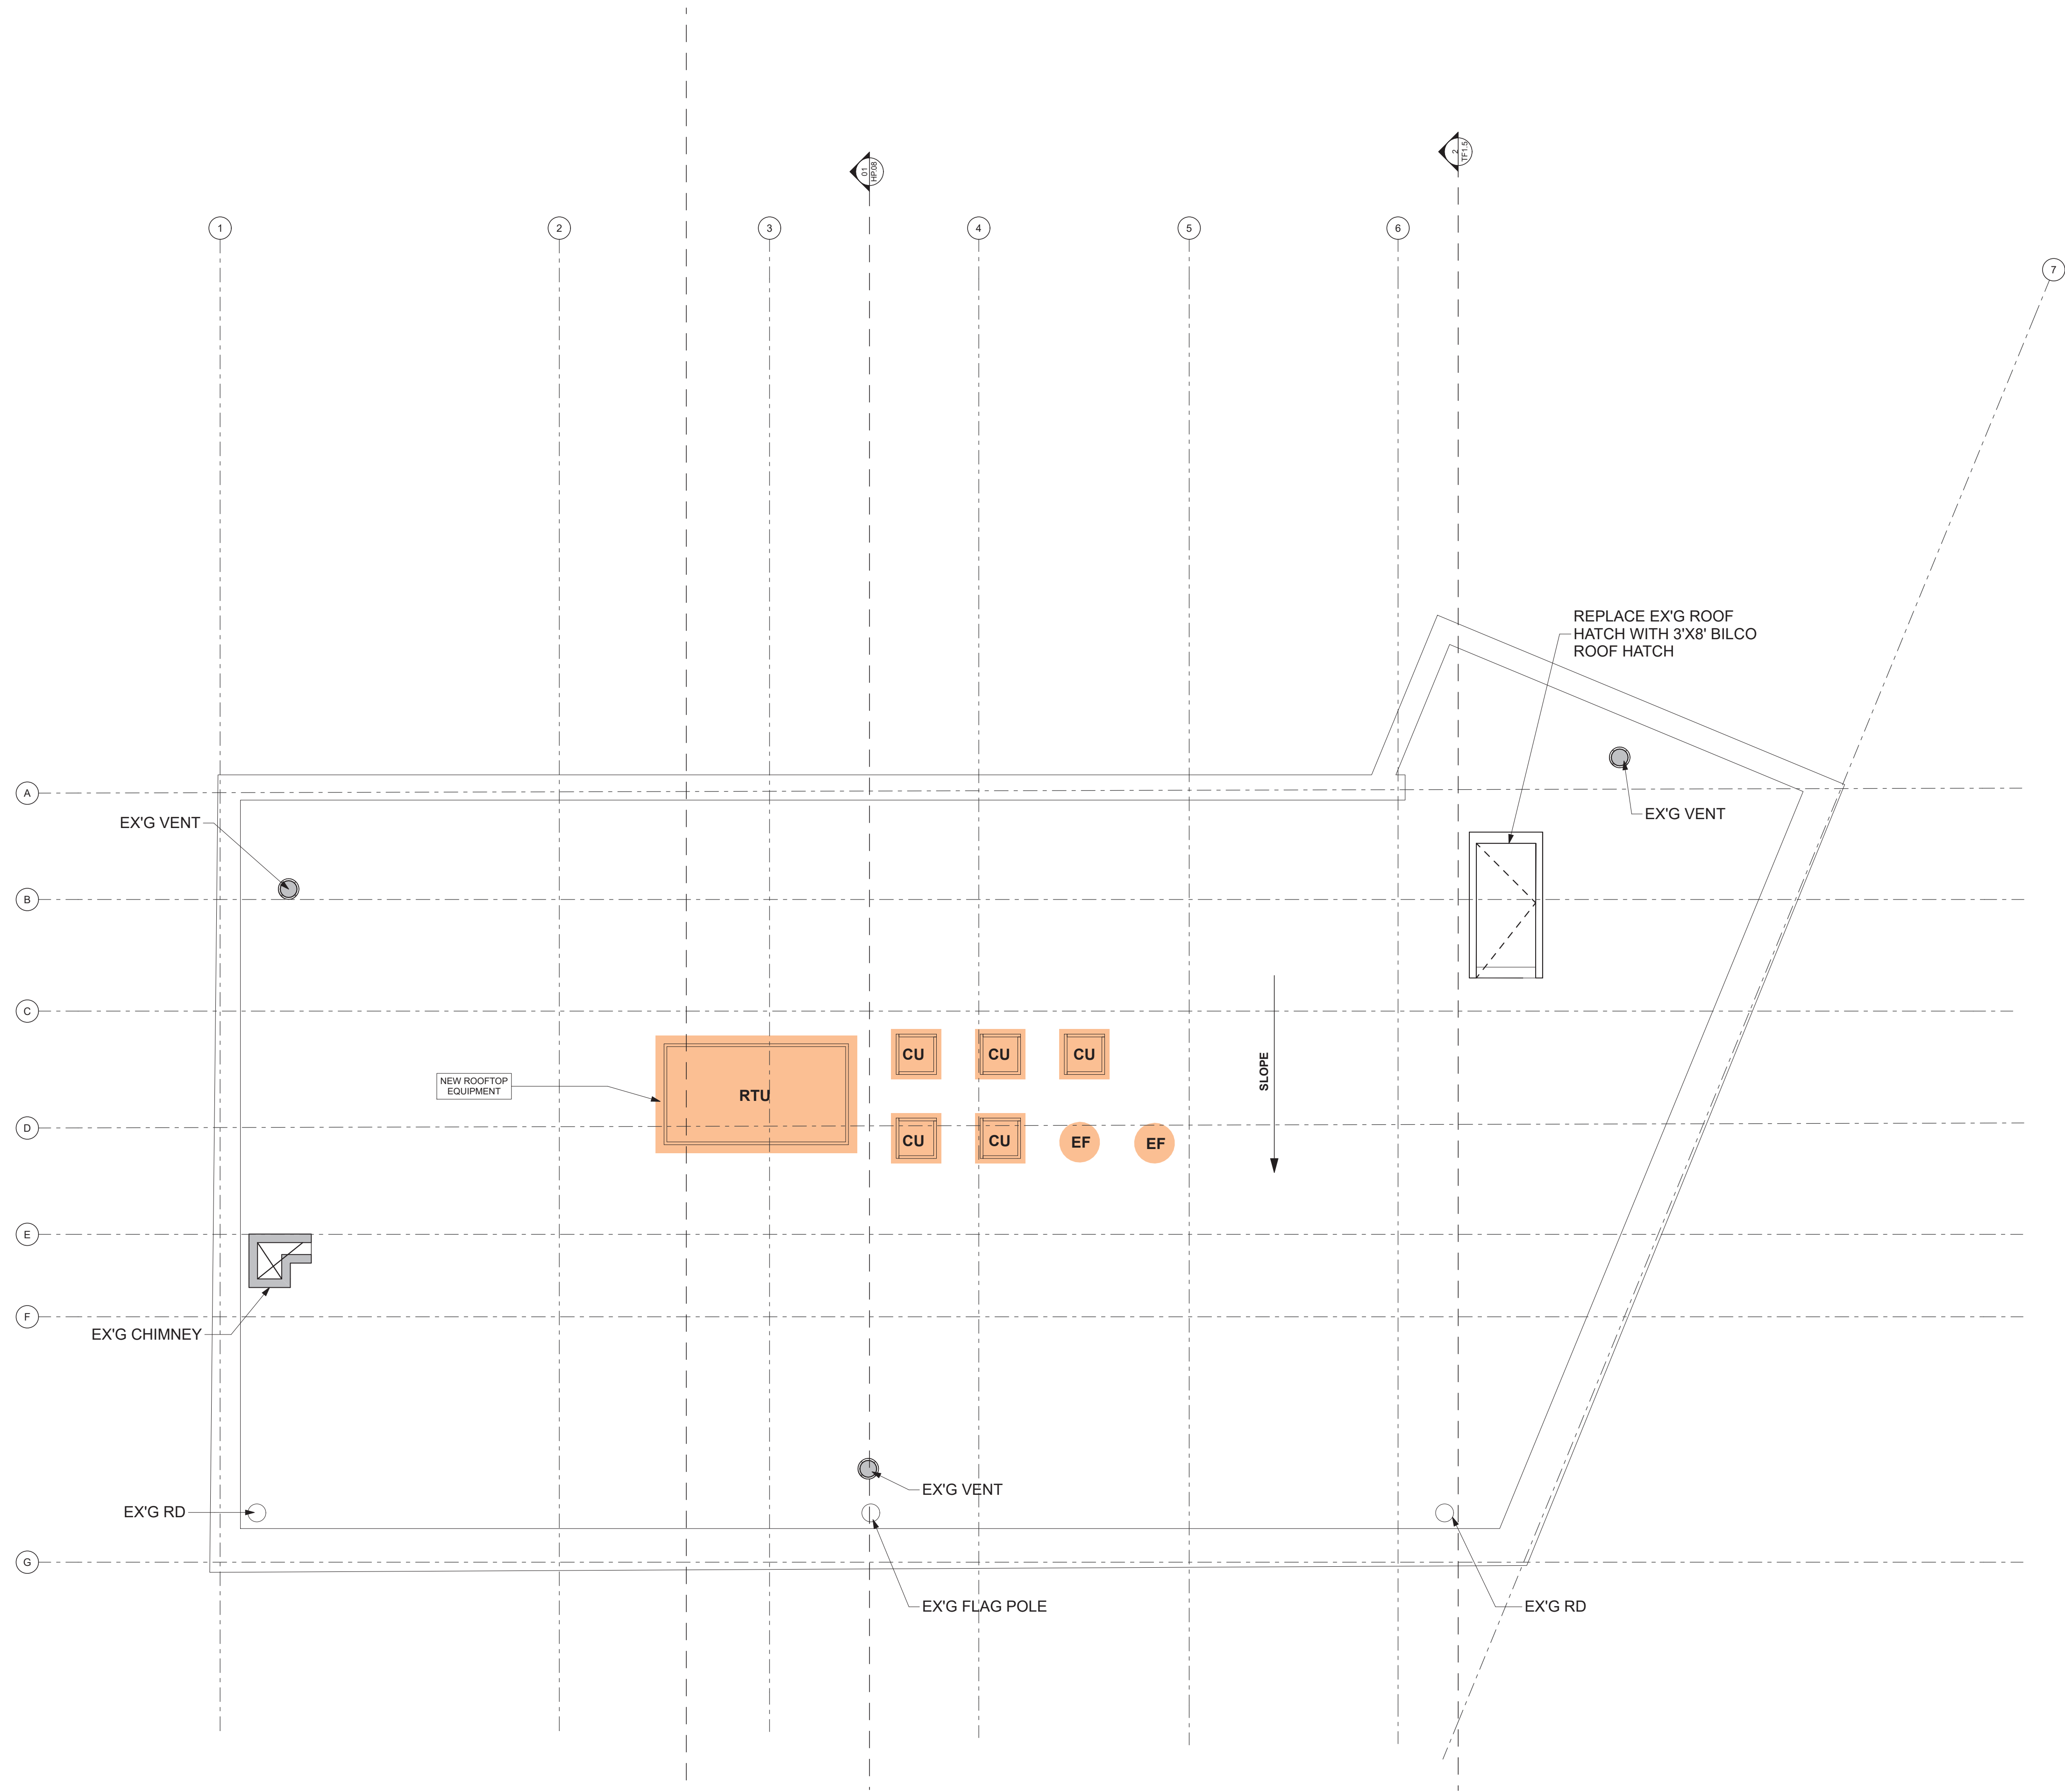 2
TF1.5
01
HP.08
1
2
3
4
5
6
7
REPLACE EX'G ROOF
HATCH WITH 3'X8' BILCO
ROOF HATCH
A
EX'G VENT
EX'G VENT
B
C
CU
CU
CU
SLOPE
NEW ROOFTOP
EQUIPMENT
RTU
D
CU
CU
EF
EF
E
F
EX'G CHIMNEY
EX'G VENT
EX'G RD
G
EX'G FLAG POLE
EX'G RD